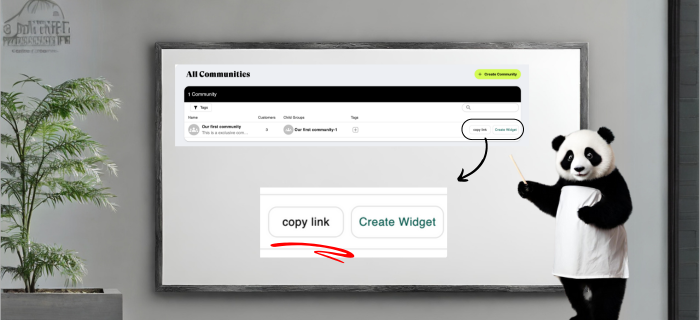 All Communities
+ Create Community
1 Community
Tags
Name Customers Child Groups Tags
Our first community
This is a exclusive com ...
Our first community-1
copy link Create Widget
copy link Create Widget